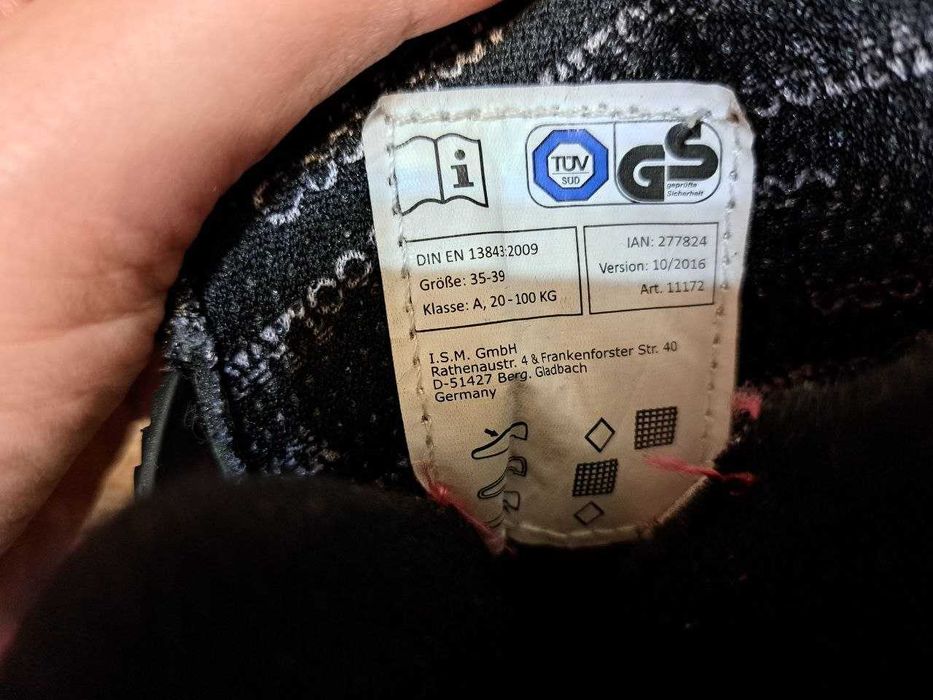 i
TÜV
SÜD
GS
geprüfte
Sicherheit
DIN EN 13843:2009
Größe: 35-39
Klasse: A, 20-100 KG
IAN: 277824
Version: 10/2016
Art. 11172
I.S.M. GmbH
Rathenaustr. 4 & Frankenforster Str. 40
D-51427 Berg. Gladbach
Germany